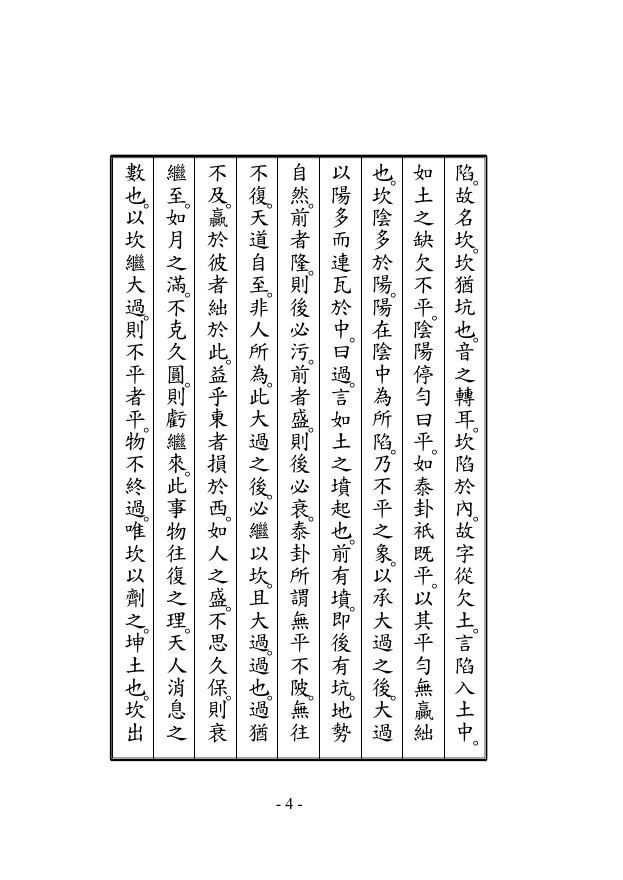 陷。故名坎。坎猶坑也。音之轉耳。坎陷於內。故字從欠土。言陷入土中。
如土之缺欠不平。陰陽停勻曰平。如泰卦祇既平。以其平勻無贏絀
也。坎陰多於陽。陽在陰中為所陷。乃不平之象。以承大過之後。大過
以陽多而連瓦於中。曰過。言如土之墳起也。前有墳。即後有坑。地勢
自然。前者隆。則後必污。前者盛。則後必衰。泰卦所謂無平不陂。無往
不復。天道自至。非人所為。此大過之後。必繼以坎。且大過。過也。過猶
不及。贏於彼者絀於此。益乎東者損於西。如人之盛。不思久保。則衰
繼至。如月之滿。不克久圓。則虧繼來。此事物往復之理。天人消息之
數也。以坎繼大過。則不平者平。物不終過。唯坎以劑之。坤土也。坎出
- 4 -